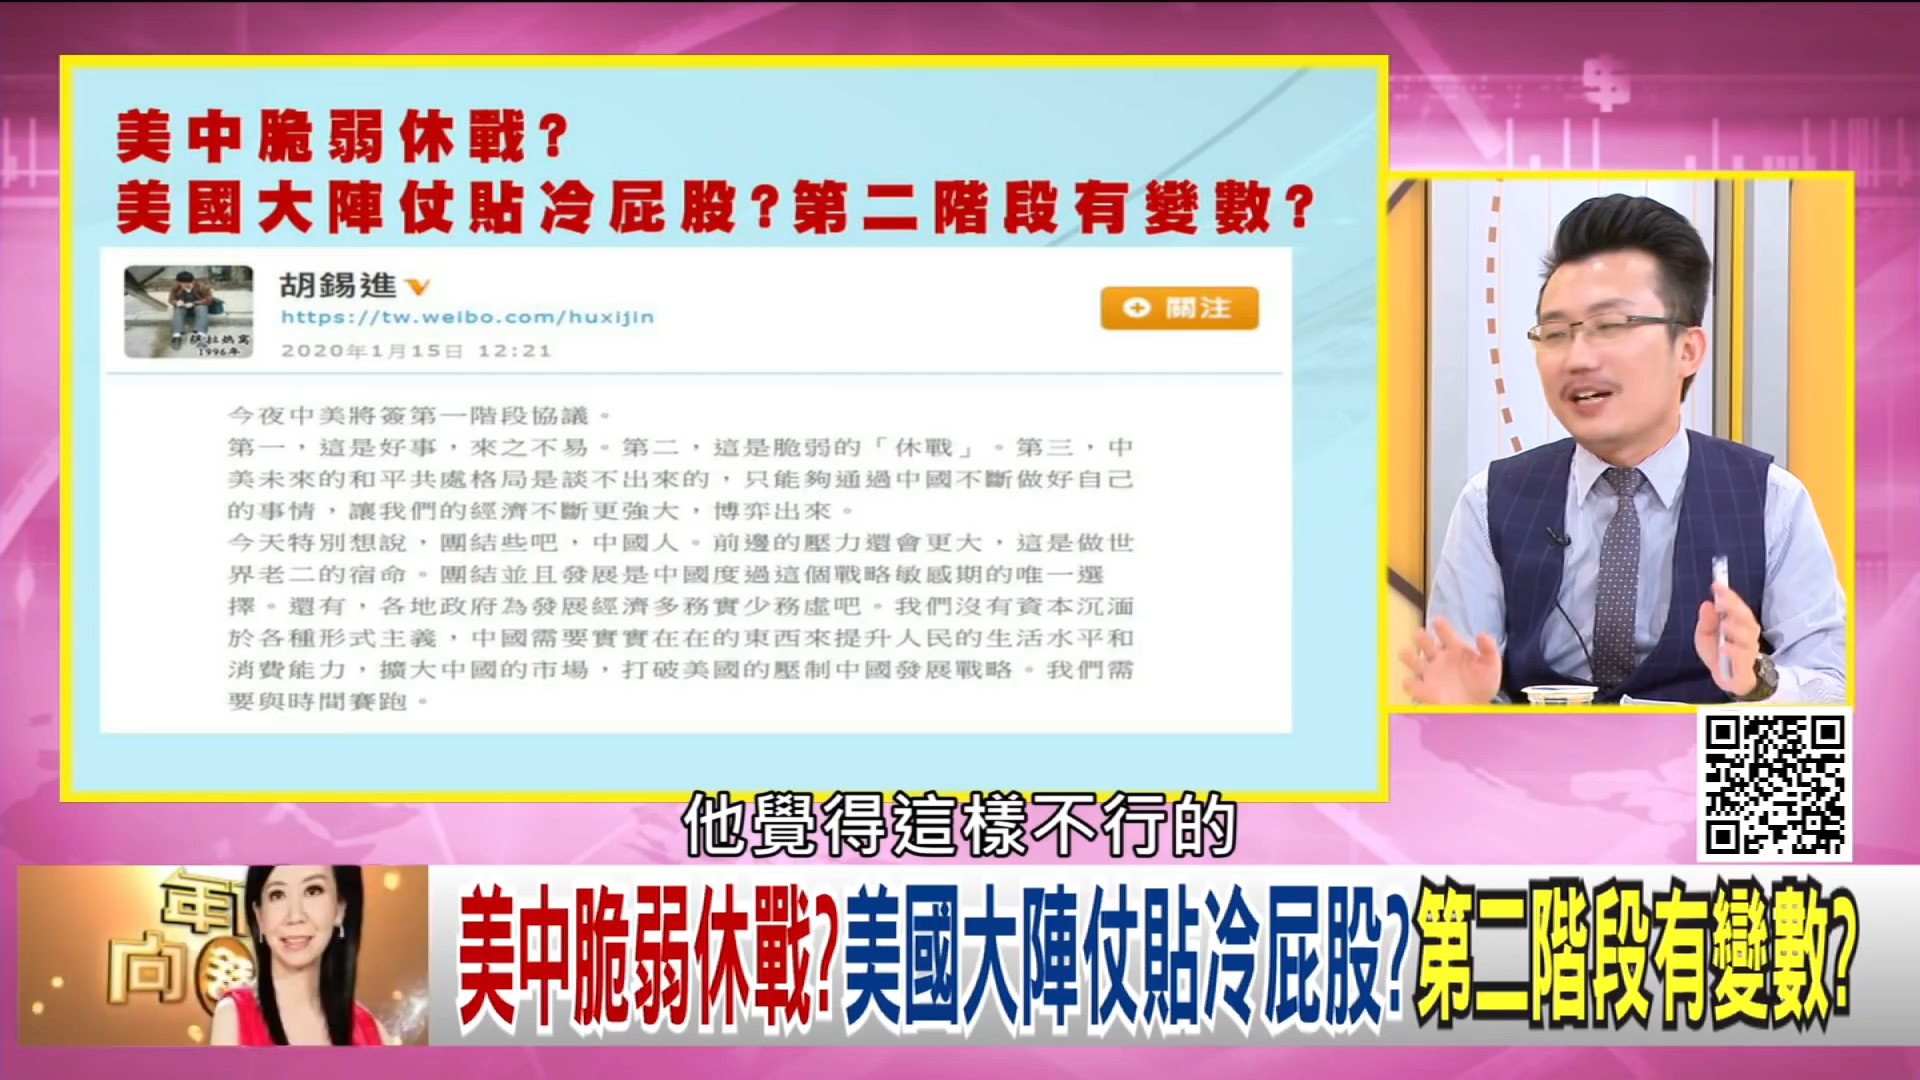 美中脆弱休戰?
美國大陣仗貼冷屁股?第二階段有變數?
胡錫進
https://tw.weibo.com/huxijin
2020年1月15日 12:21
關注
1996年
今夜中美將簽第一階段協議。
第一，這是好事，來之不易。第二，這是脆弱的「休戰」。第三，中
美未來的和平共處格局是談不出來的，只能夠通過中國不斷做好自己
的事情，讓我們的經濟不斷更強大，博弈出來。
今天特別想說，團結些吧，中國人。前邊的壓力還會更大，這是做世
界老二的宿命。團結並且發展是中國度過這個戰略敏感期的唯一選
擇。還有，各地政府為發展經濟多務實少務虛吧。我們沒有資本沉湎
於各種形式主義，中國需要實實在在的東西來提升人民的生活水平和
消費能力，擴大中國的市場，打破美國的壓制中國發展戰略。我們需
要與時間賽跑。
他覺得這樣不行的
年
向
美中脆弱休戰?美國大陣仗貼冷屁股?第二階段有變數?